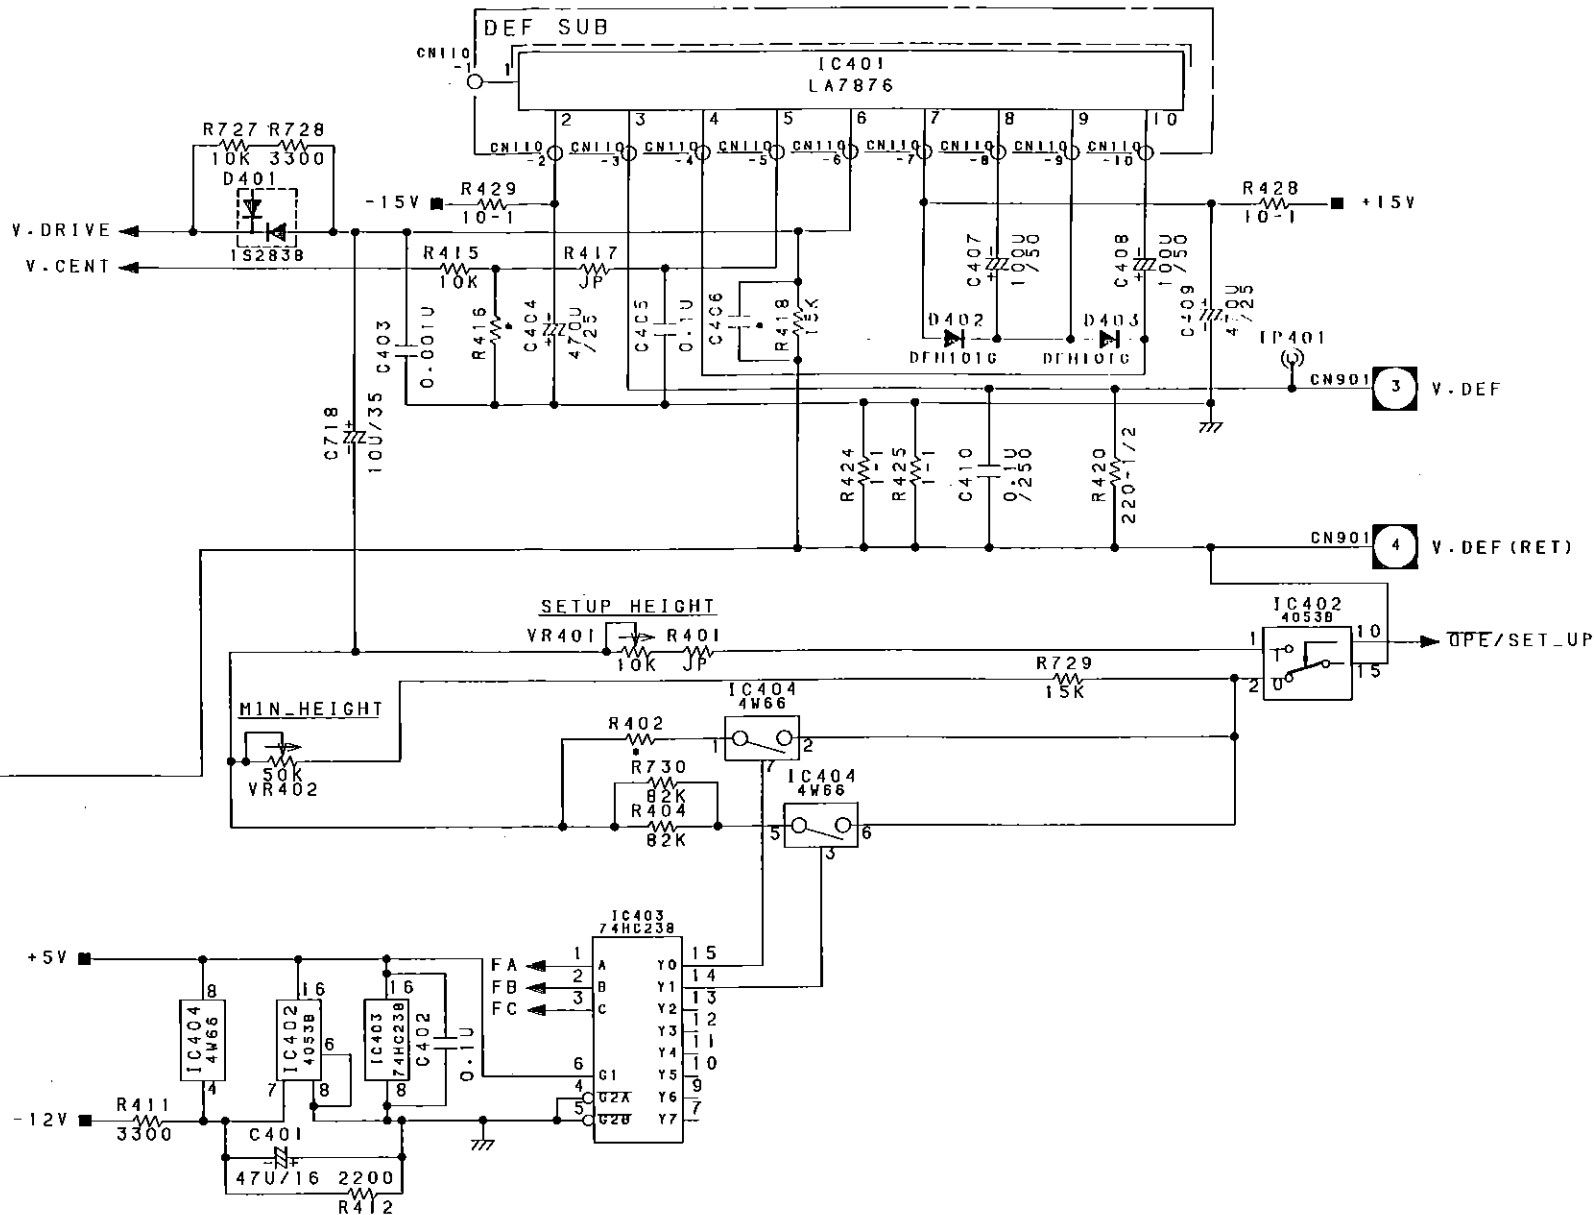 DEF SUB
CN110
-1
1
IC401
LA7876
2 3 4 5 6 7 8 9 10
CN110 CN110 CN110 CN110 CN110 CN110 CN110 CN110 CN110
-2 -3 -4 -5 -6 -7 -8 -9 -10
R727 R728
10K 3300
D401
1S2838
R429
-15V
10-1
R428
+15V
10-1
V.DRIVE
V.CENT
R415
10K
R417
JP
C403
0.001U
R416
C404
470U
/25
C405
0.1U
C406
R418
15K
C407
100U
/50
C408
100U
/50
C409
470U
/25
D402
DFH101G
D403
DFH101G
TP401
CN901
3
V.DEF
C718
10U/35
R424
1-1
R425
1-1
C410
0.1U
/250
R420
220-1/2
CN901
4
V.DEF(RET)
SETUP HEIGHT
VR401
10K
R401
JP
IC402
4053B
1
2
10
15
OPE/SET_UP
R729
15K
MIN_HEIGHT
50K
VR402
IC404
4W66
1
2
7
R402
R730
82K
R404
82K
IC404
4W66
5
6
3
IC403
74HC238
1 A Y0 15
2 B Y1 14
3 C Y2 13
Y3 12
Y4 11
6 G1 Y5 10
4 G2A Y6 9
5 G2B Y7 7
FA
FB
FC
+5V
8
IC404
4W66
4
16
IC402
4053B
6
7
8
16
IC403
74HC238
8
C402
0.1U
-12V
R411
3300
C401
47U/16
2200
R412